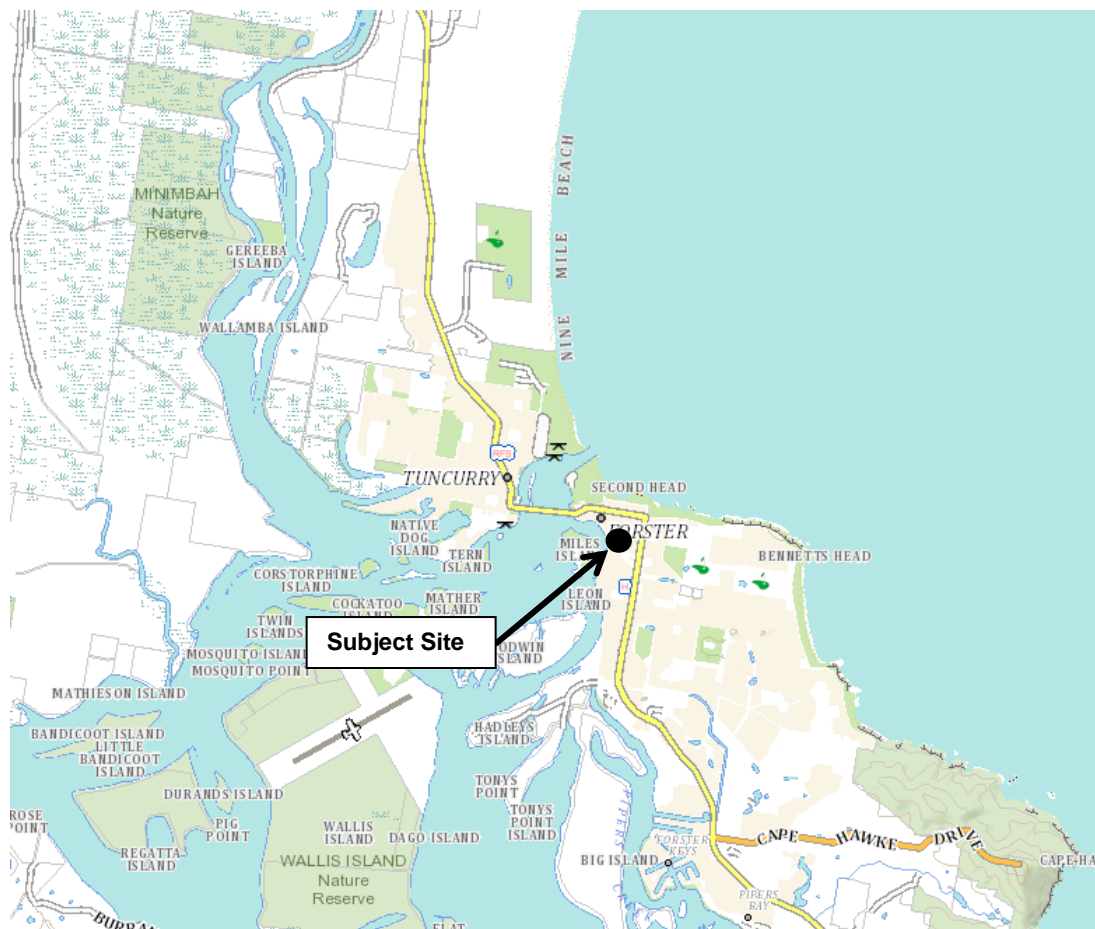 NINE MILE BEACH
MINIMBAH
Nature
Reserve
GEREEBA
ISLAND
WALLAMBA ISLAND
RFS
TUNCURRY
SECOND HEAD
FORSTER
NATIVE
DOG
ISLAND
TERN
ISLAND
MILES
ISLAND
BENNETTS HEAD
CORSTORPHINE
ISLAND
H
LEON
ISLAND
COCKATOO
MATHER
ISLAND
TWIN
ISLANDS
Subject Site
MOSQUITO ISLAND
MOSQUITO POINT
ISLAND
MATHIESON ISLAND
BANDICOOT ISLAND
LITTLE
BANDICOOT
ISLAND
HADLEYS
ISLAND
DURANDS ISLAND
TONYS
POINT
PIG
POINT
TONYS
POINT
ISLAND
PIPERS
ROSE
POINT
WALLIS
ISLAND
DAGO ISLAND
REGATTA
ISLAND
WALLIS ISLAND
Nature
Reserve
FORSTER
KEYS
BIG ISLAND
CAPE HAWKE DRIVE
PIPERS
BAY